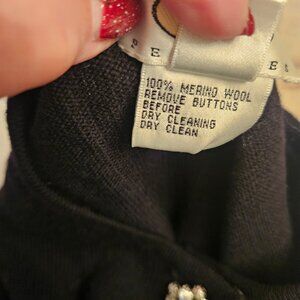 P E
E
100% MERINO WOOL
REMOVE BUTTONS
BEFORE
DRY CLEANING
DRY CLEAN